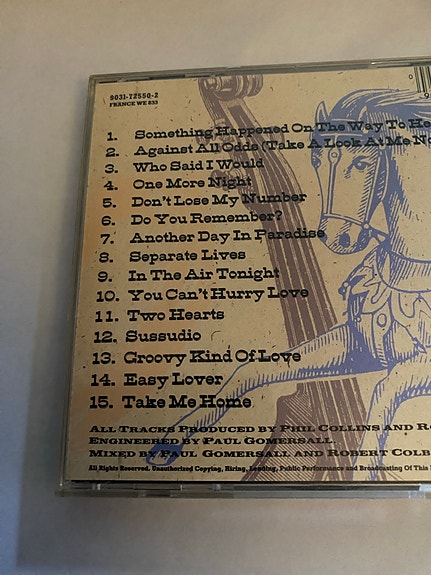 9031-72550-2
FRANCE WE 833
0
9
1. Something Happened On The Way To He
2. Against All Odds (Take A Look At Me No
3. Who Said I Would
4. One More Night
5. Don't Lose My Number
6. Do You Remember?
7. Another Day In Paradise
8. Separate Lives
9. In The Air Tonight
10. You Can't Hurry Love
11. Two Hearts
12. Sussudio
13. Groovy Kind Of Love
14. Easy Lover
15. Take Me Home
All Tracks Produced by Phil Collins and Ro
Engineered by Paul Gomersall.
Mixed by Paul Gomersall and Robert Colb
All Rights Reserved. Unauthorized Copying, Hiring, Lending, Public Performance and Broadcasting Of This